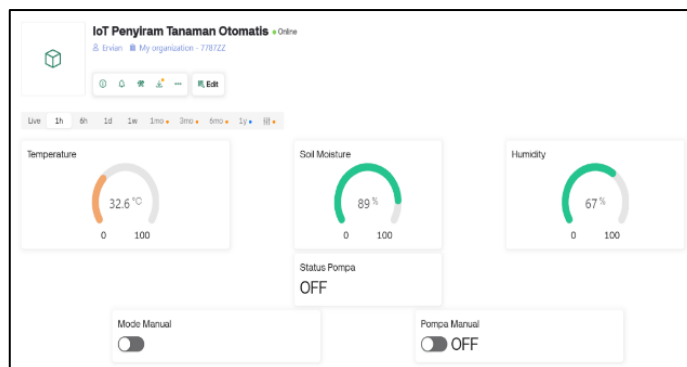 IoT Penyiram Tanaman Otomatis Online
Ervian My organization - 7787ZZ
Edit
Live 1h 6h 1d 1w 1mo 3mo 6mo 1y
Temperature
32.6 °C
0 100
Soil Moisture
89 %
0 100
Humidity
67 %
0 100
Status Pompa
OFF
Mode Manual
Pompa Manual
OFF